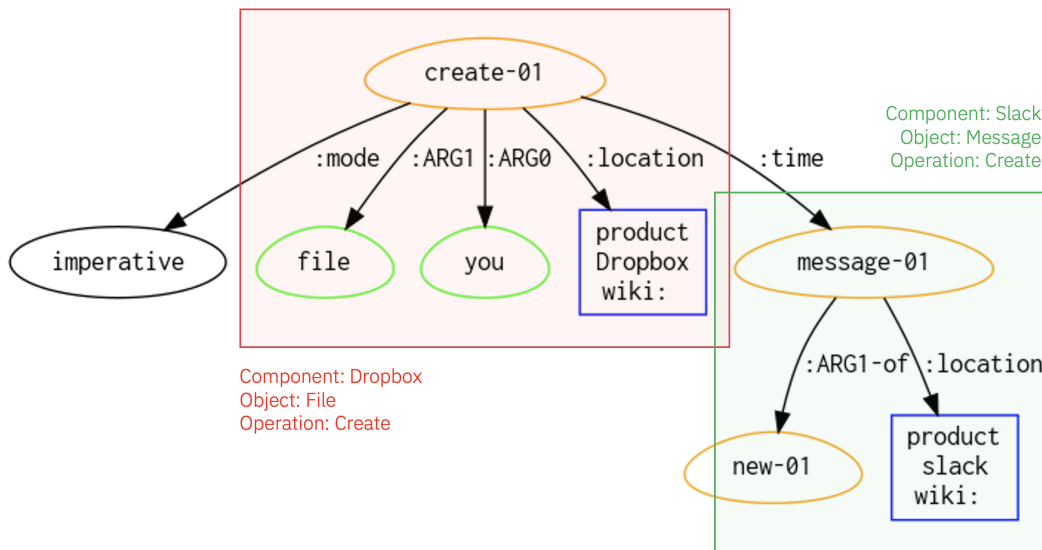 create-01
Component: Slack
Object: Message
Operation: Create
:mode :ARG1 :ARG0 :location :time
imperative
file
you
product
Dropbox
wiki:
message-01
Component: Dropbox
Object: File
Operation: Create
:ARG1-of :location
new-01
product
slack
wiki: